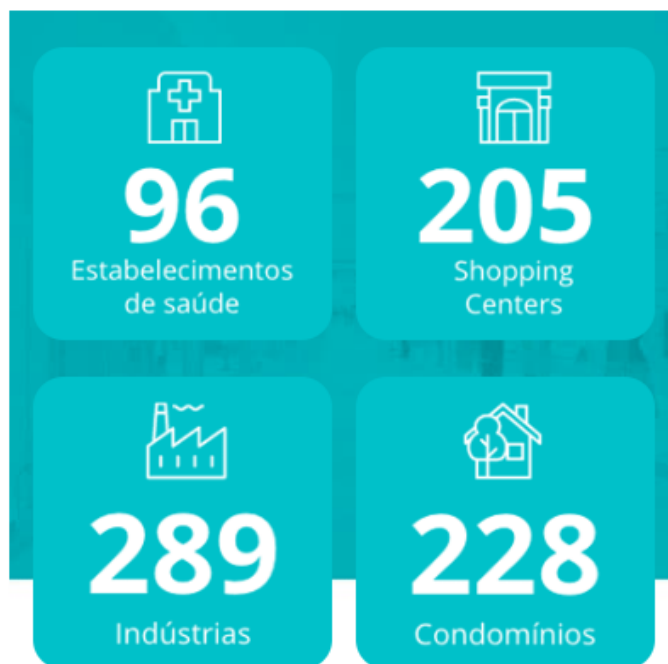 96
Estabelecimentos
de saúde
205
Shopping
Centers
289
Indústrias
228
Condomínios